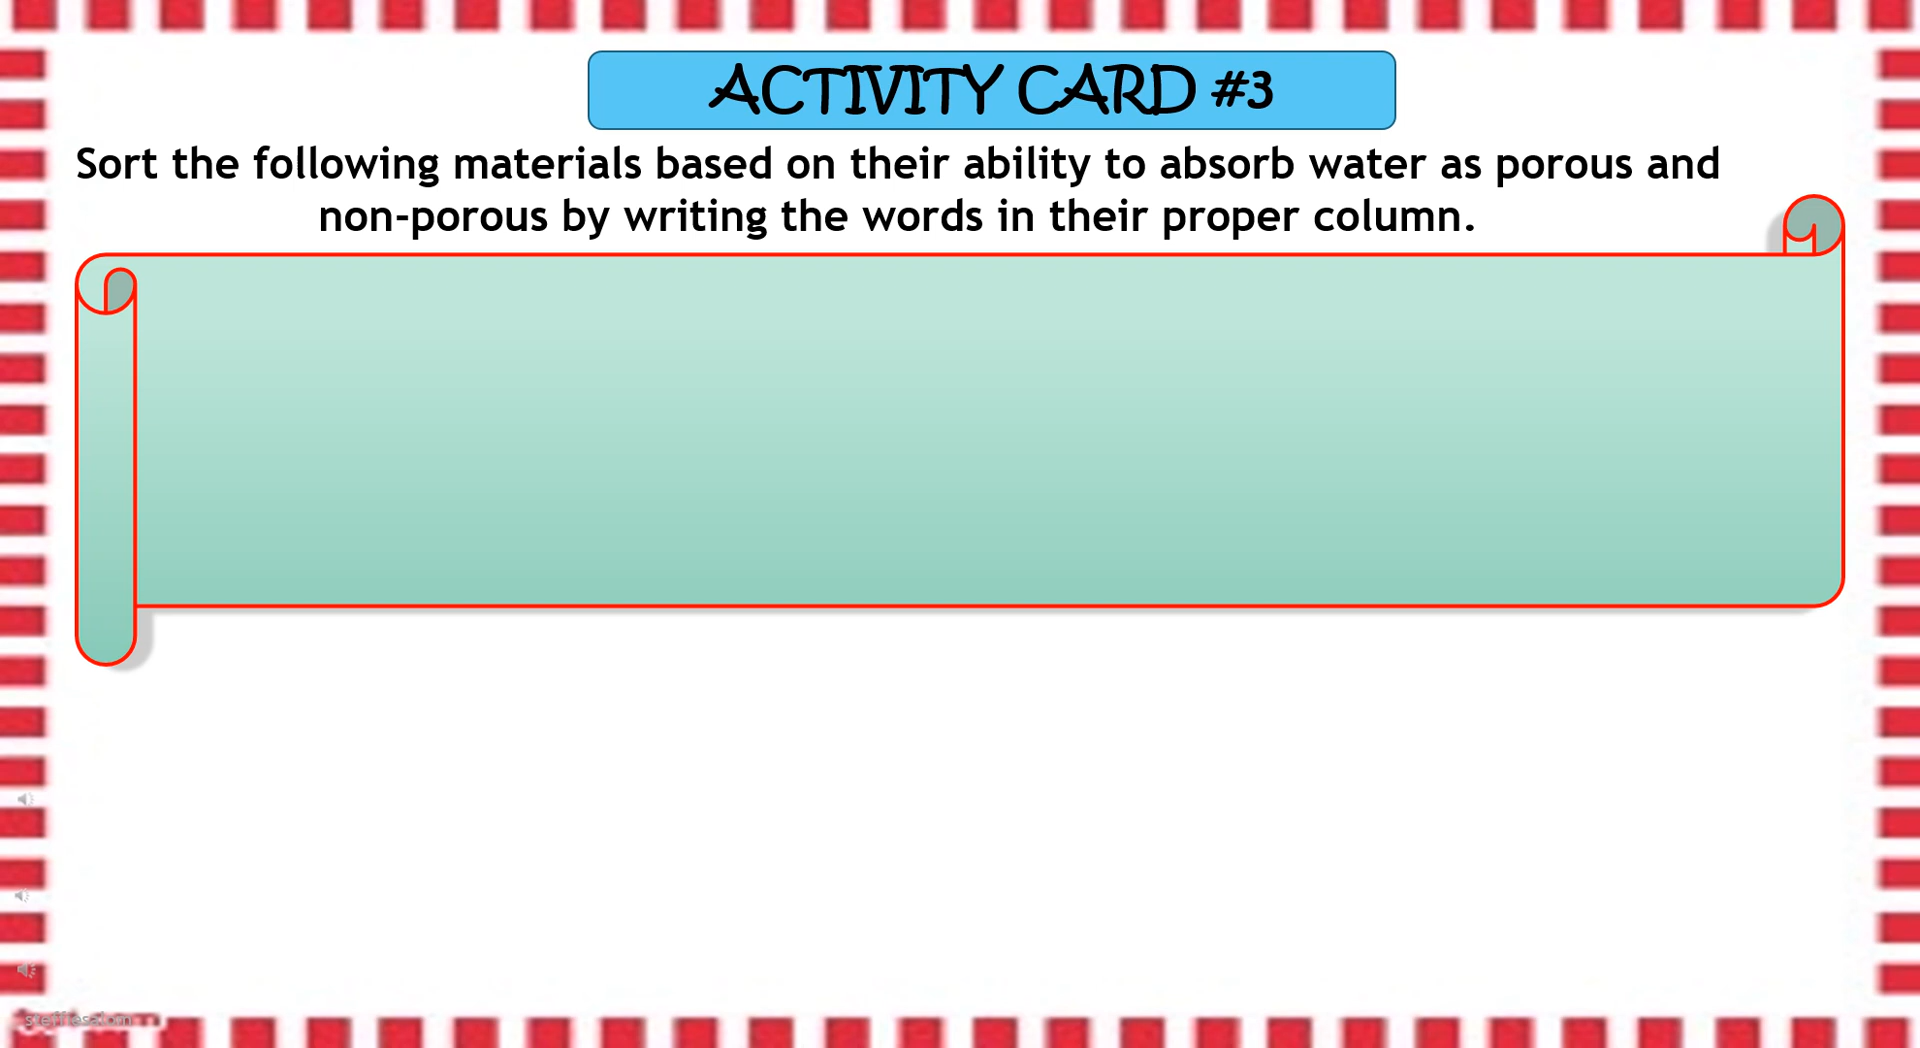 ACTIVITY CARD #3
Sort the following materials based on their ability to absorb water as porous and
non-porous by writing the words in their proper column.